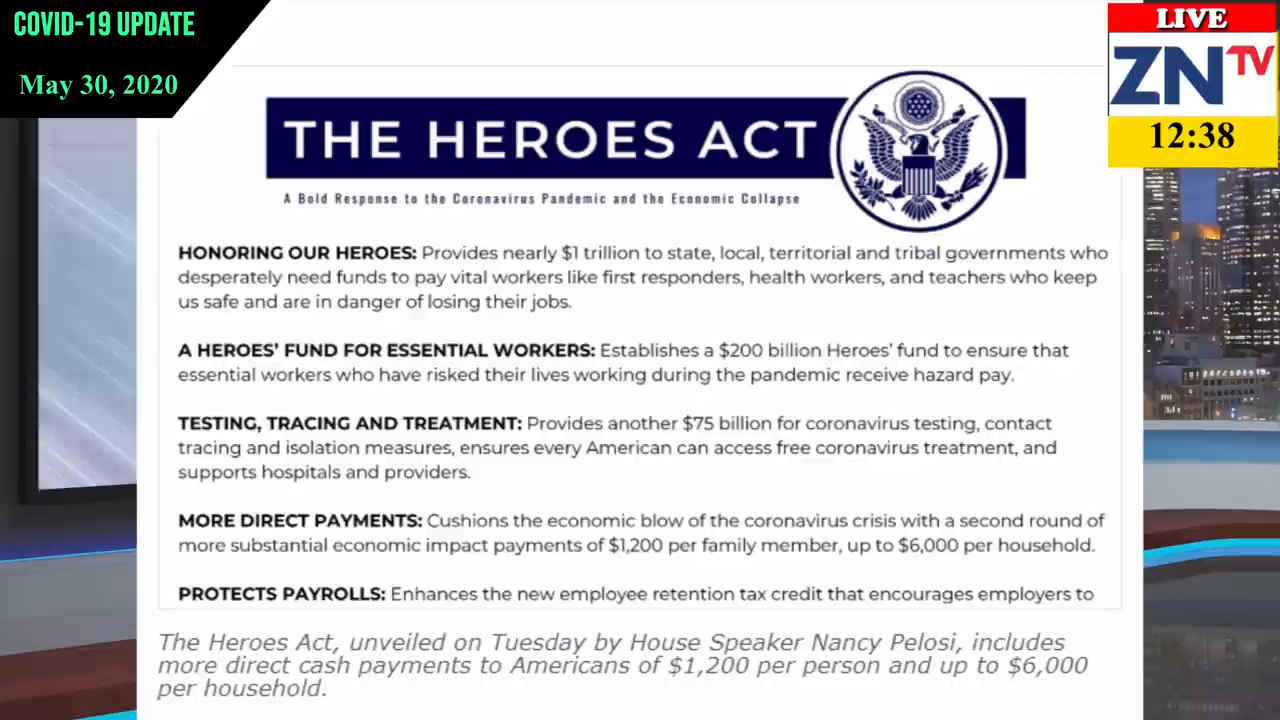 COVID-19 UPDATE
May 30, 2020
LIVE
ZNTV
12:38
THE HEROES ACT
A Bold Response to the Coronavirus Pandemic and the Economic Collapse
HONORING OUR HEROES: Provides nearly $1 trillion to state, local, territorial and tribal governments who
desperately need funds to pay vital workers like first responders, health workers, and teachers who keep
us safe and are in danger of losing their jobs.
A HEROES’ FUND FOR ESSENTIAL WORKERS: Establishes a $200 billion Heroes’ fund to ensure that
essential workers who have risked their lives working during the pandemic receive hazard pay.
TESTING, TRACING AND TREATMENT: Provides another $75 billion for coronavirus testing, contact
tracing and isolation measures, ensures every American can access free coronavirus treatment, and
supports hospitals and providers.
MORE DIRECT PAYMENTS: Cushions the economic blow of the coronavirus crisis with a second round of
more substantial economic impact payments of $1,200 per family member, up to $6,000 per household.
PROTECTS PAYROLLS: Enhances the new employee retention tax credit that encourages employers to
The Heroes Act, unveiled on Tuesday by House Speaker Nancy Pelosi, includes
more direct cash payments to Americans of $1,200 per person and up to $6,000
per household.